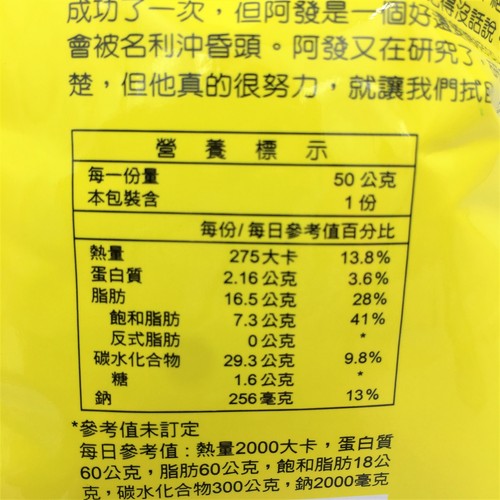 成功了一次，但阿發是一個好
會被名利沖昏頭。阿發又在研究了，
楚，但他真的很努力，就讓我們拭目
營養標示
每一份量 50公克
本包裝含 1份
每份/每日參考值百分比
熱量 275大卡 13.8%
蛋白質 2.16公克 3.6%
脂肪 16.5公克 28%
飽和脂肪 7.3公克 41%
反式脂肪 0公克 *
碳水化合物 29.3公克 9.8%
糖 1.6公克 *
鈉 256毫克 13%
*參考值未訂定
每日參考值：熱量2000大卡，蛋白質
60公克，脂肪60公克，飽和脂肪18公
克，碳水化合物300公克，鈉2000毫克